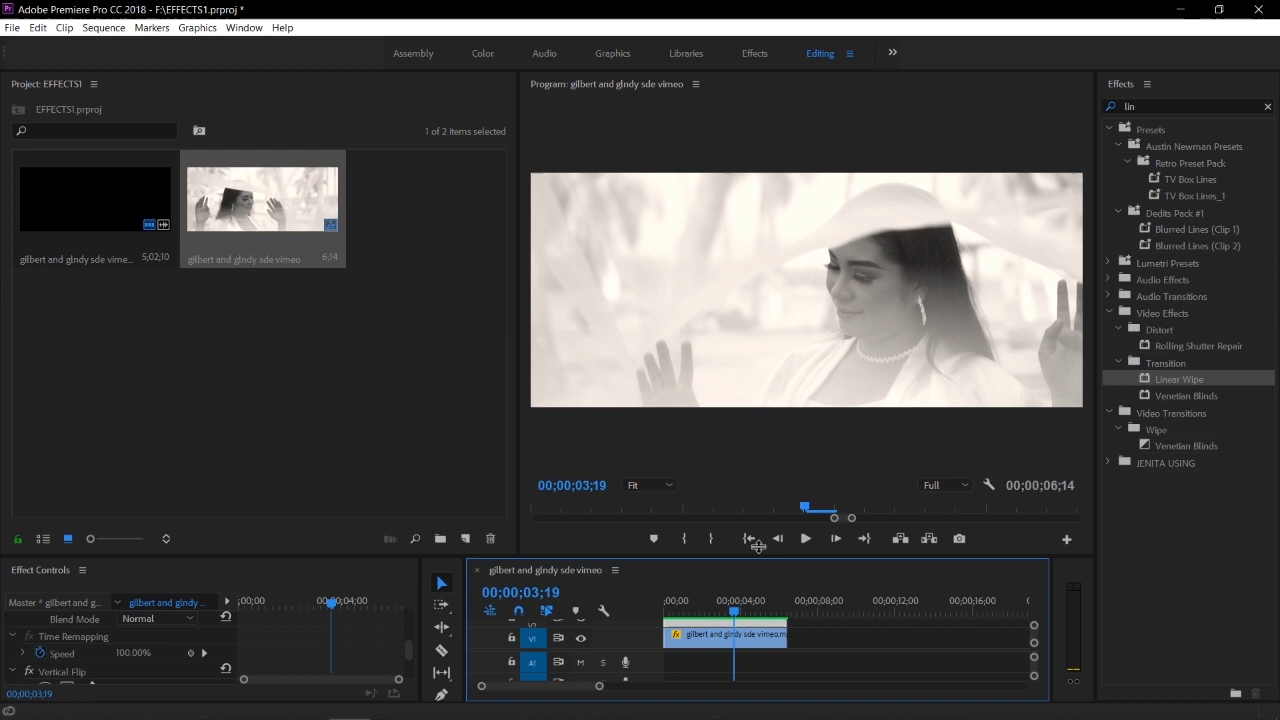 Adobe Premiere Pro CC 2018 - F:\EFFECTS1.prproj *
File Edit Clip Sequence Markers Graphics Window Help
Assembly Color Audio Graphics Libraries Effects Editing
Project: EFFECTS1
EFFECTS1.prproj
1 of 2 items selected
gilbert and glndy sde vime... 5;02;10
gilbert and glndy sde vimeo 6;14
Program: gilbert and glndy sde vimeo
00;00;03;19 Fit Full 00;00;06;14
Effects
lin
Presets
Austin Newman Presets
Retro Preset Pack
TV Box Lines
TV Box Lines_1
Dedits Pack #1
Blurred Lines (Clip 1)
Blurred Lines (Clip 2)
Lumetri Presets
Audio Effects
Audio Transitions
Video Effects
Distort
Rolling Shutter Repair
Transition
Linear Wipe
Venetian Blinds
Video Transitions
Wipe
Venetian Blinds
JENITA USING
Effect Controls
Master * gilbert and g... gilbert and glndy ... ;00;00 00;00;04;00
Blend Mode Normal
Time Remapping
Speed 100.00%
Vertical Flip
00;00;03;19
× gilbert and glndy sde vimeo
00;00;03;19
;00;00 00;00;04;00 00;00;08;00 00;00;12;00 00;00;16;00
V1 fx gilbert and glndy sde vimeo.m
A1 M S